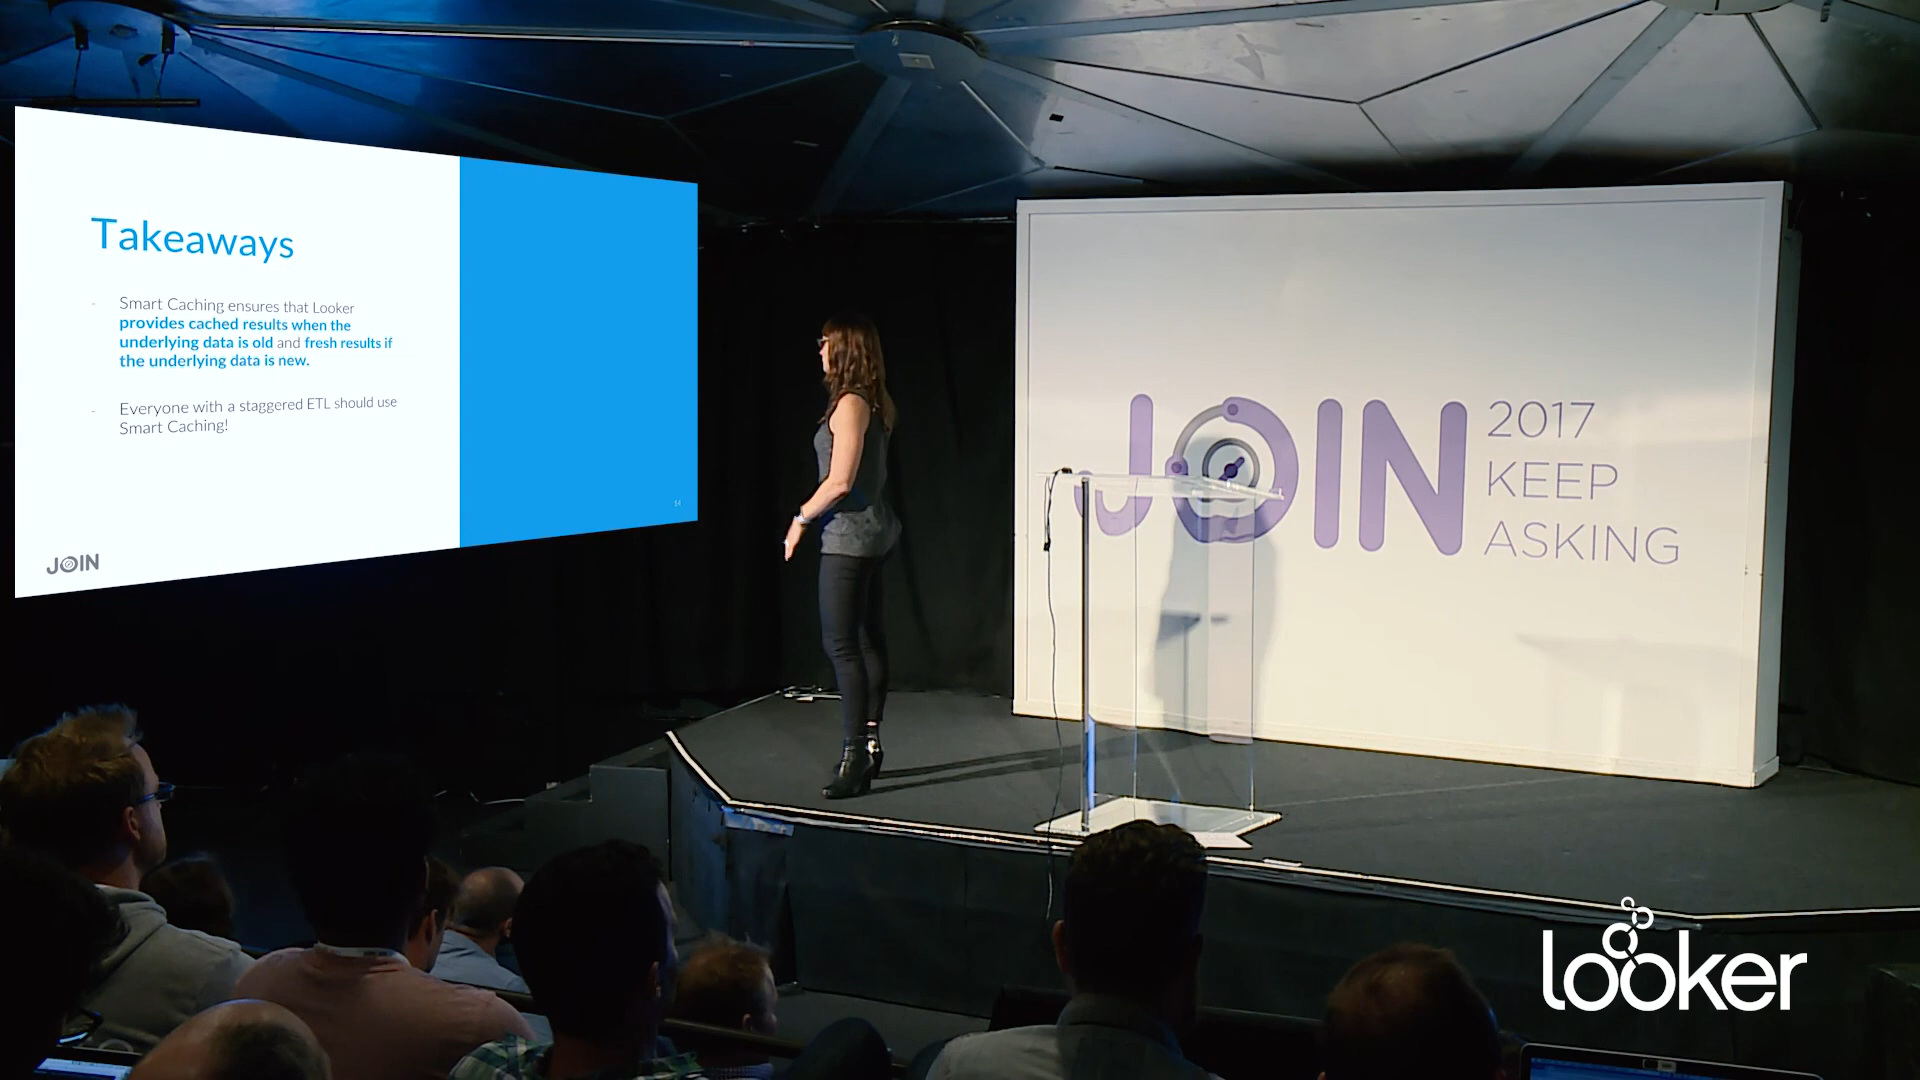 Takeaways
- Smart Caching ensures that Looker
provides cached results when the
underlying data is old and fresh results if
the underlying data is new.
- Everyone with a staggered ETL should use
Smart Caching!
14
JOIN
JOIN
2017
KEEP
ASKING
looker